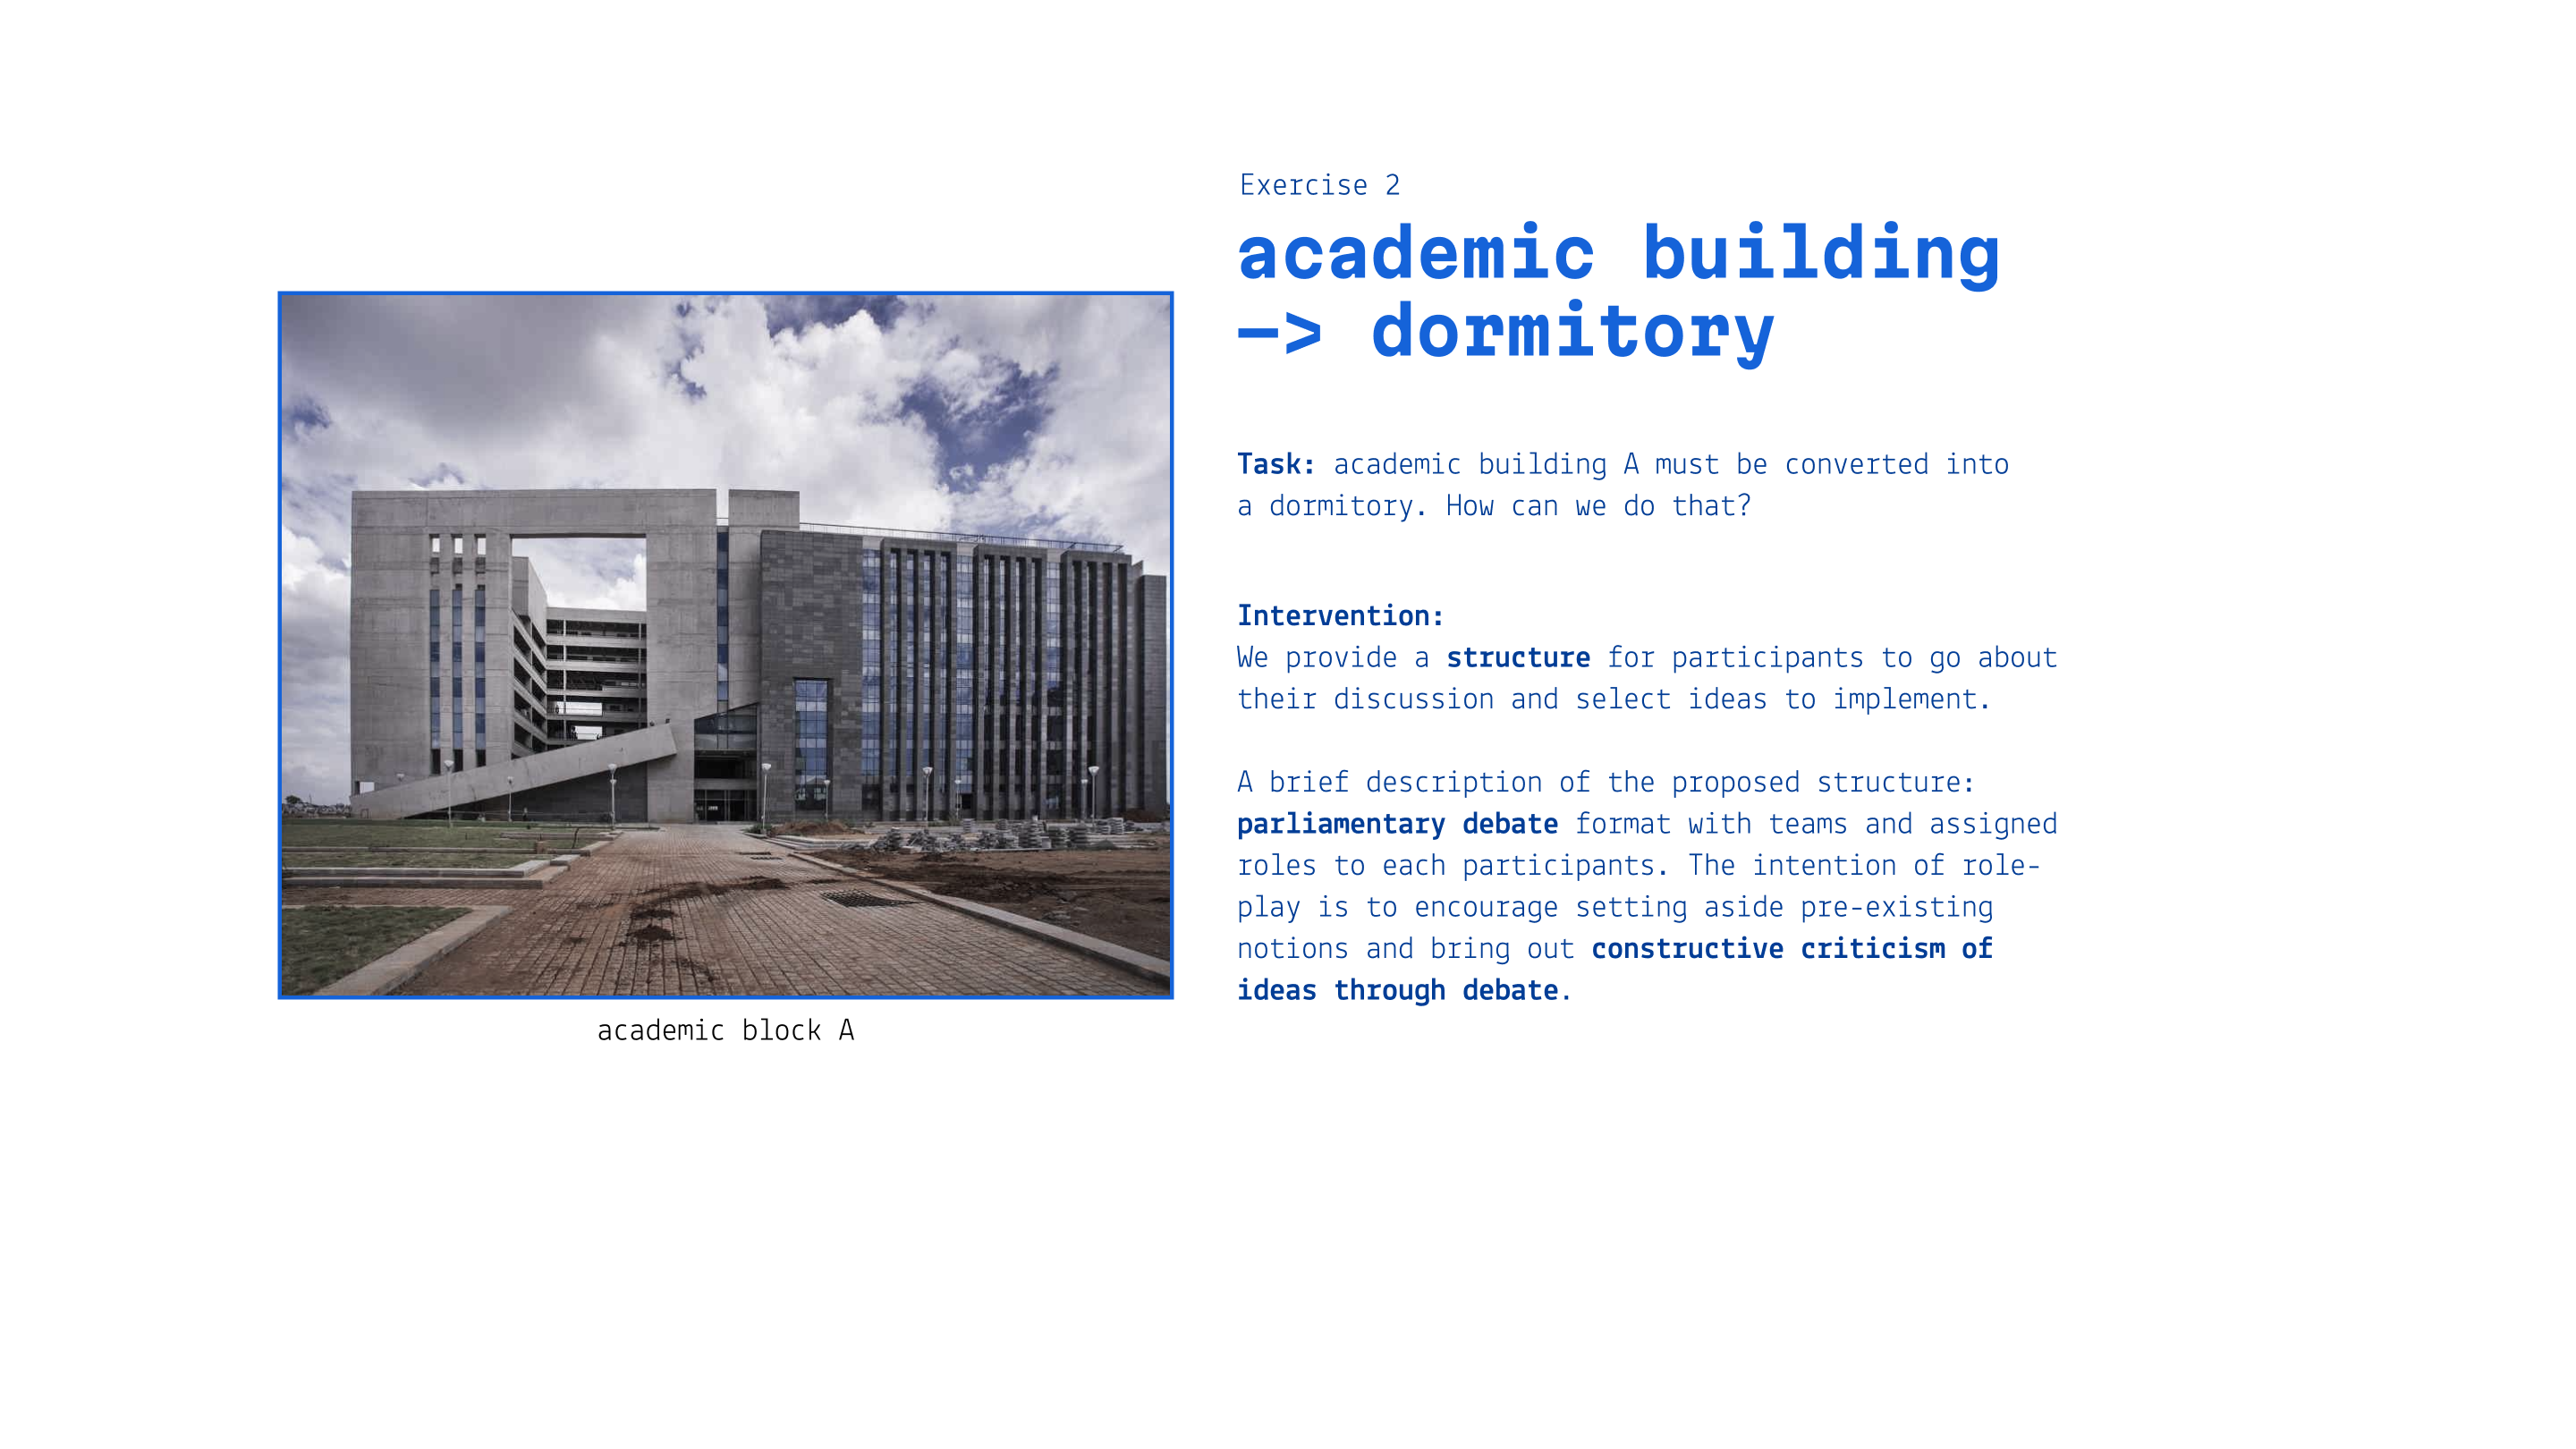 Exercise 2
academic building
—> dormitory
Task: academic building A must be converted into
a dormitory. How can we do that?
Intervention:
We provide a structure for participants to go about
their discussion and select ideas to implement.
A brief description of the proposed structure:
parliamentary debate format with teams and assigned
roles to each participants. The intention of role-
play is to encourage setting aside pre-existing
notions and bring out constructive criticism of
ideas through debate.
academic block A